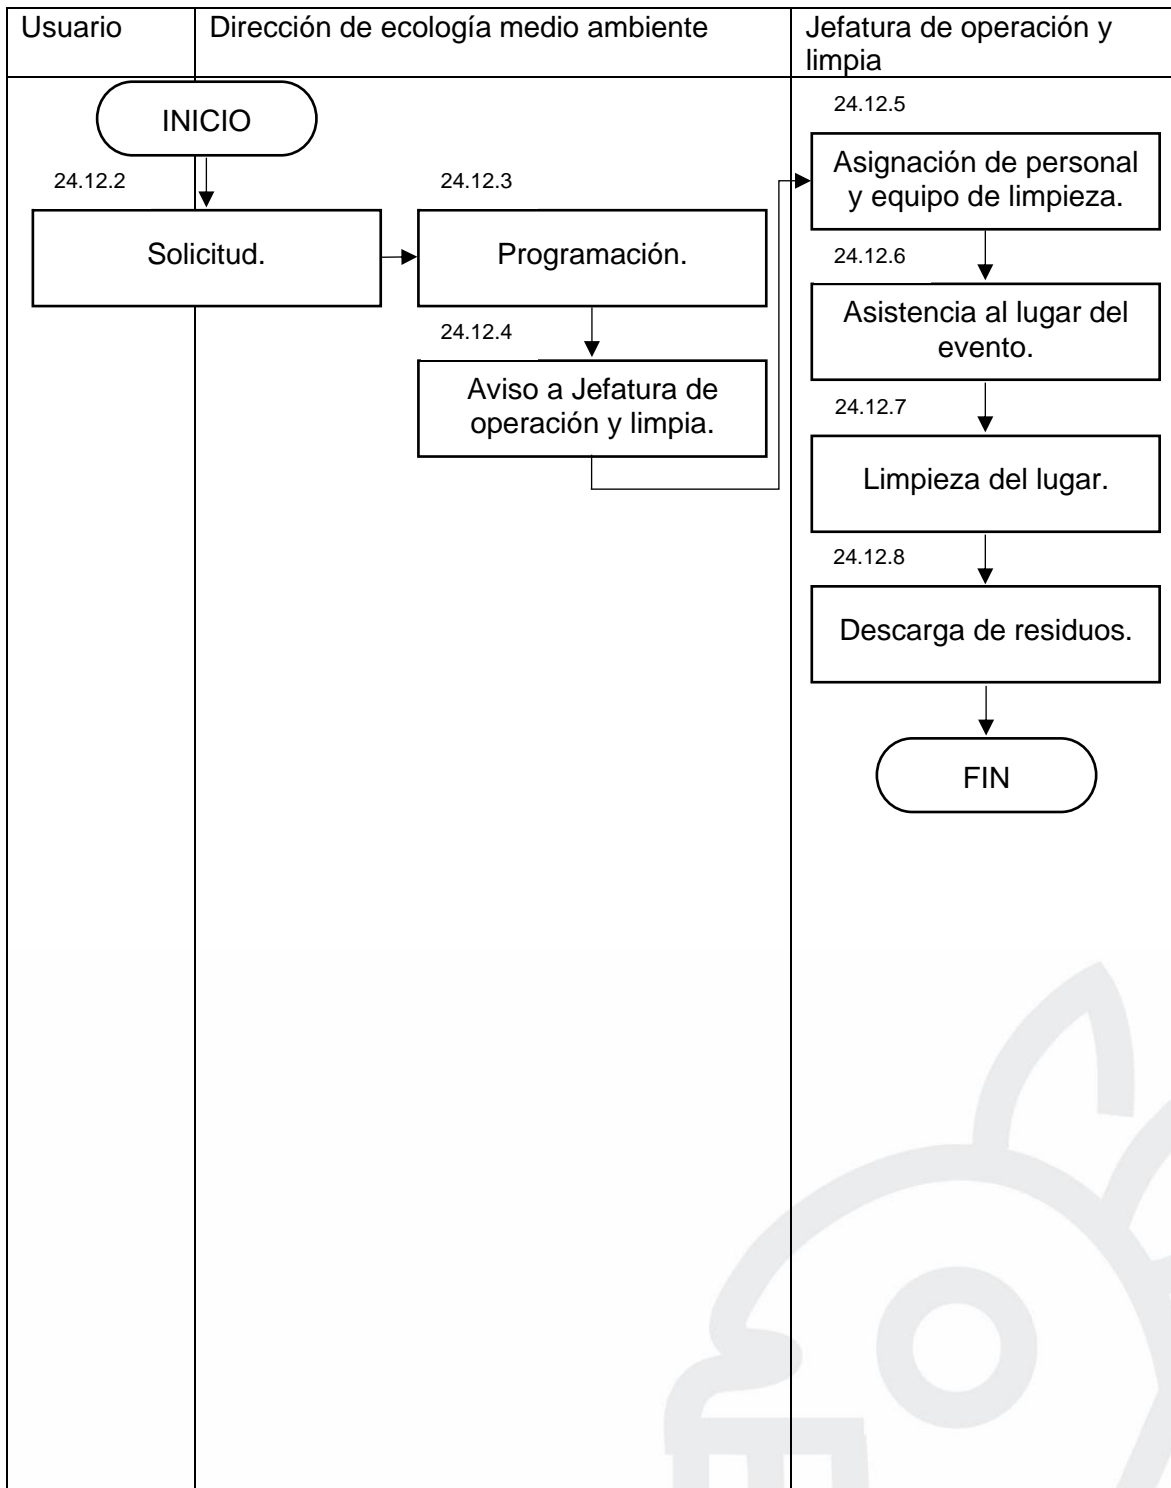 Usuario
Dirección de ecología medio ambiente
Jefatura de operación y
limpia
INICIO
24.12.2
Solicitud.
24.12.3
Programación.
24.12.4
Aviso a Jefatura de
operación y limpia.
24.12.5
Asignación de personal
y equipo de limpieza.
24.12.6
Asistencia al lugar del
evento.
24.12.7
Limpieza del lugar.
24.12.8
Descarga de residuos.
FIN